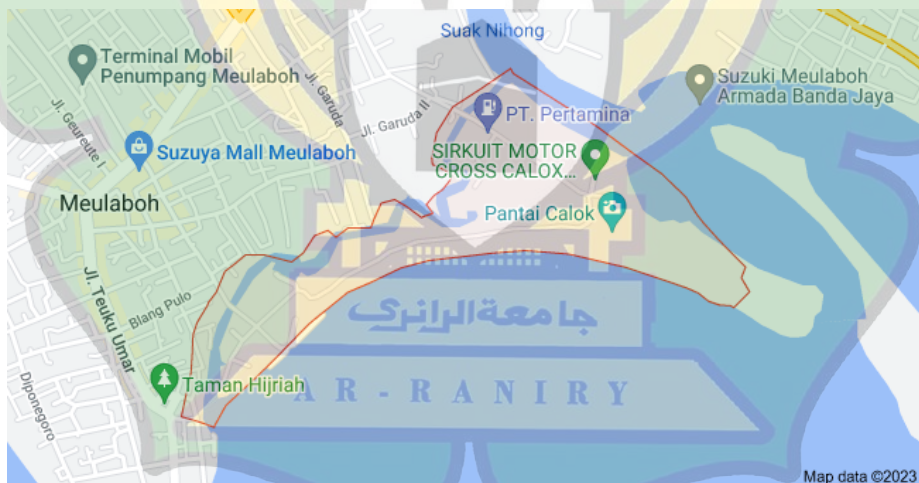 Suak Nihong
Terminal Mobil
Penumpang Meulaboh
Suzuki Meulaboh
Armada Banda Jaya
Jl. Garuda
Jl. Garuda II
PT. Pertamina
Jl. Geureute I
Suzuya Mall Meulaboh
SIRKUIT MOTOR
CROSS CALOX...
Meulaboh
Pantai Calok
Jl. Teuku Umar
Blang Pulo
جامعة الرانري
Diponegoro
Taman Hijriah
AR-RANIRY
Map data ©2023